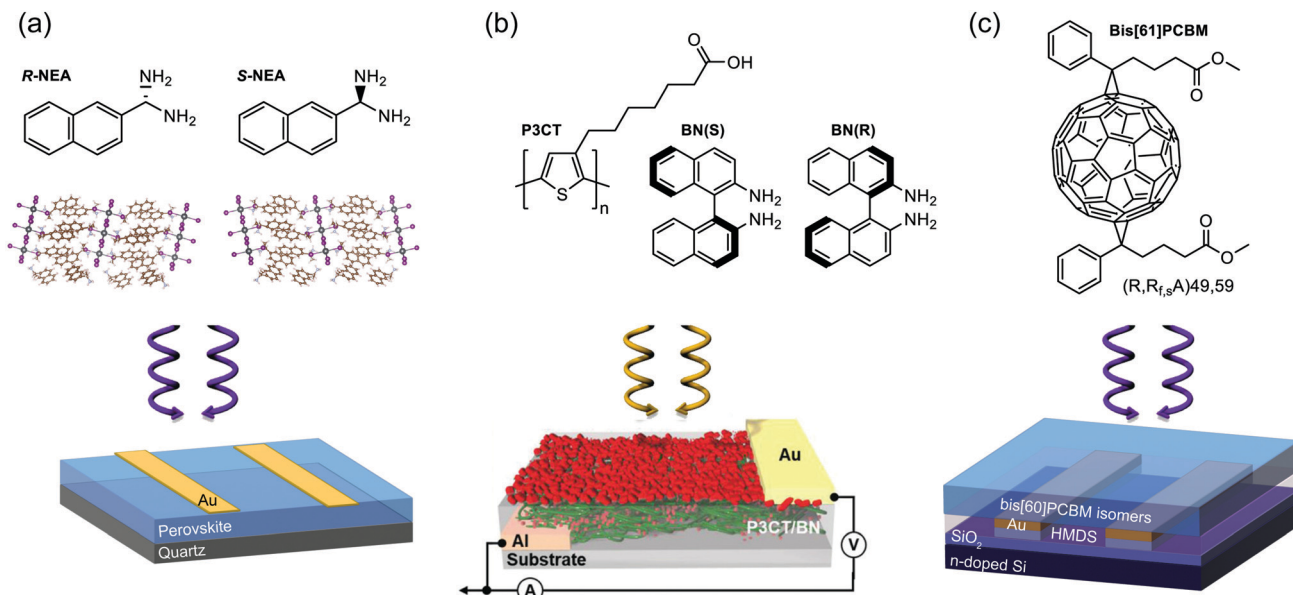 (a)
R-NEA
NH₂
NH₂
S-NEA
NH₂
NH₂
Au
Perovskite
Quartz
(b)
O
OH
P3CT
S
n
BN(S)
NH₂
NH₂
BN(R)
NH₂
NH₂
Au
P3CT/BN
Al
Substrate
V
A
(c)
Bis[61]PCBM
O
O
O
O
(R,Rf,sA)49,59
bis[60]PCBM isomers
Au
HMDS
SiO₂
n-doped Si